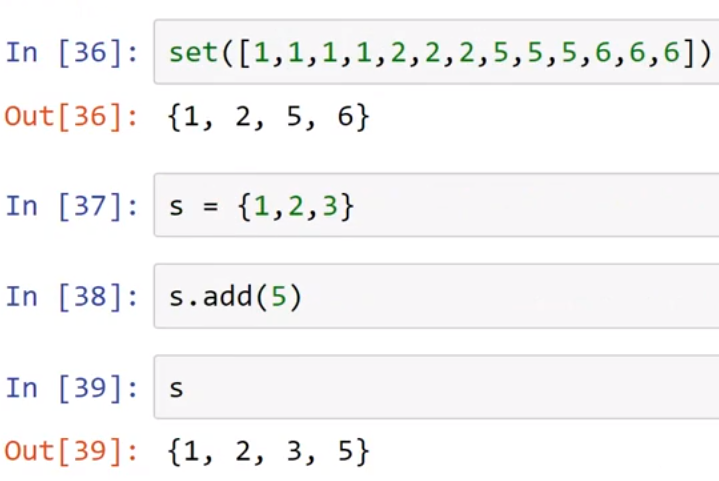 In [36]: set([1,1,1,1,2,2,2,5,5,5,6,6,6])
Out[36]: {1, 2, 5, 6}
In [37]: s = {1,2,3}
In [38]: s.add(5)
In [39]: s
Out[39]: {1, 2, 3, 5}